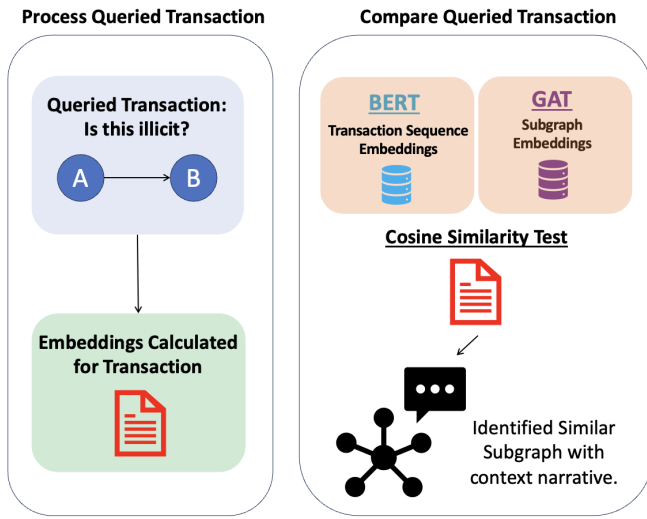 Process Queried Transaction
Queried Transaction:
Is this illicit?
A
B
Embeddings Calculated
for Transaction
Compare Queried Transaction
BERT
Transaction Sequence
Embeddings
GAT
Subgraph
Embeddings
Cosine Similarity Test
Identified Similar
Subgraph with
context narrative.